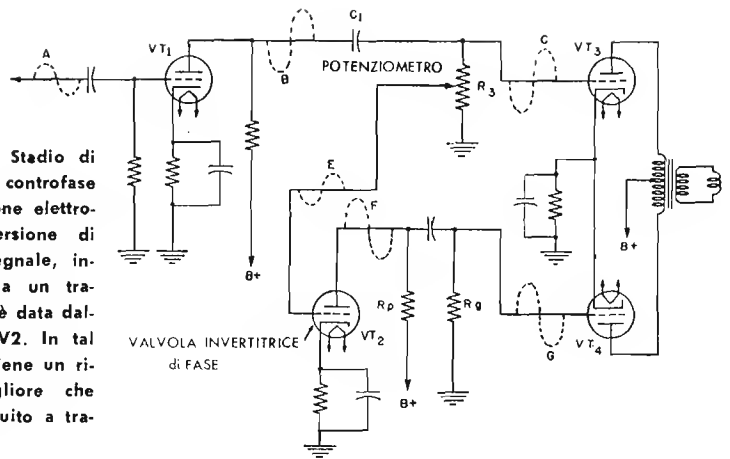 Stadio di
controfase
ne elettro-
ersione di
egnale, in-
a un tra-
è data dal-
V2. In tal
iene un ri-
gliore che
uito a tra-
A
VT1
B
C1
POTENZIOMETRO
R3
C
VT3
E
F
B+
B+
VALVOLA INVERTITRICE
di FASE
VT2
Rp
Rg
B+
G
VT4